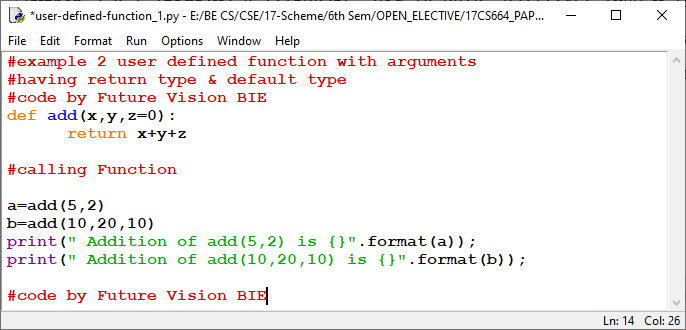 *user-defined-function_1.py - E:/BE CS/CSE/17-Scheme/6th Sem/OPEN_ELECTIVE/17CS664_PAP...
File Edit Format Run Options Window Help
#example 2 user defined function with arguments
#having return type & default type
#code by Future Vision BIE
def add(x,y,z=0):
return x+y+z
#calling Function
a=add(5,2)
b=add(10,20,10)
print(" Addition of add(5,2) is {}".format(a));
print(" Addition of add(10,20,10) is {}".format(b));
#code by Future Vision BIE
Ln: 14 Col: 26